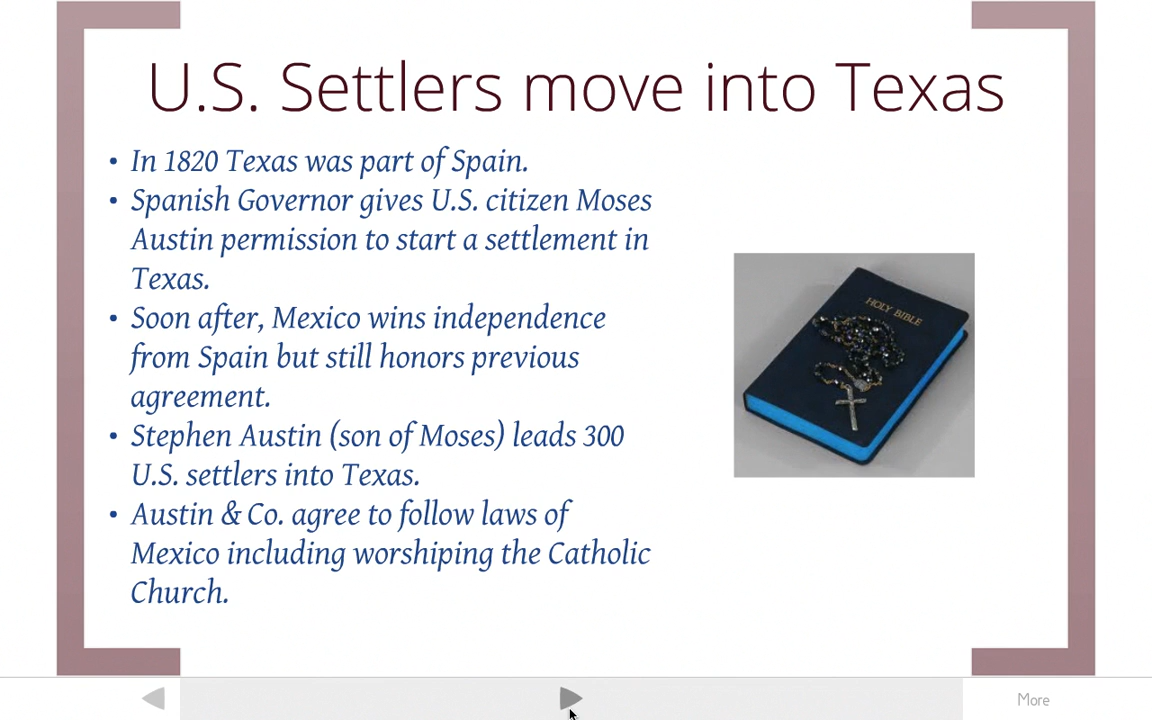 U.S. Settlers move into Texas
• In 1820 Texas was part of Spain.
• Spanish Governor gives U.S. citizen Moses
Austin permission to start a settlement in
Texas.
• Soon after, Mexico wins independence
from Spain but still honors previous
agreement.
• Stephen Austin (son of Moses) leads 300
U.S. settlers into Texas.
• Austin & Co. agree to follow laws of
Mexico including worshiping the Catholic
Church.
HOLY BIBLE
More